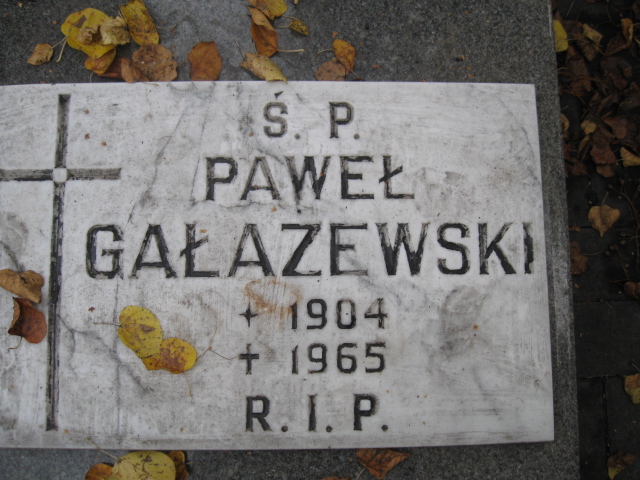 Ś. P.
PAWEŁ
GAŁAZEWSKI
+ 1904
+ 1965
R. I. P.